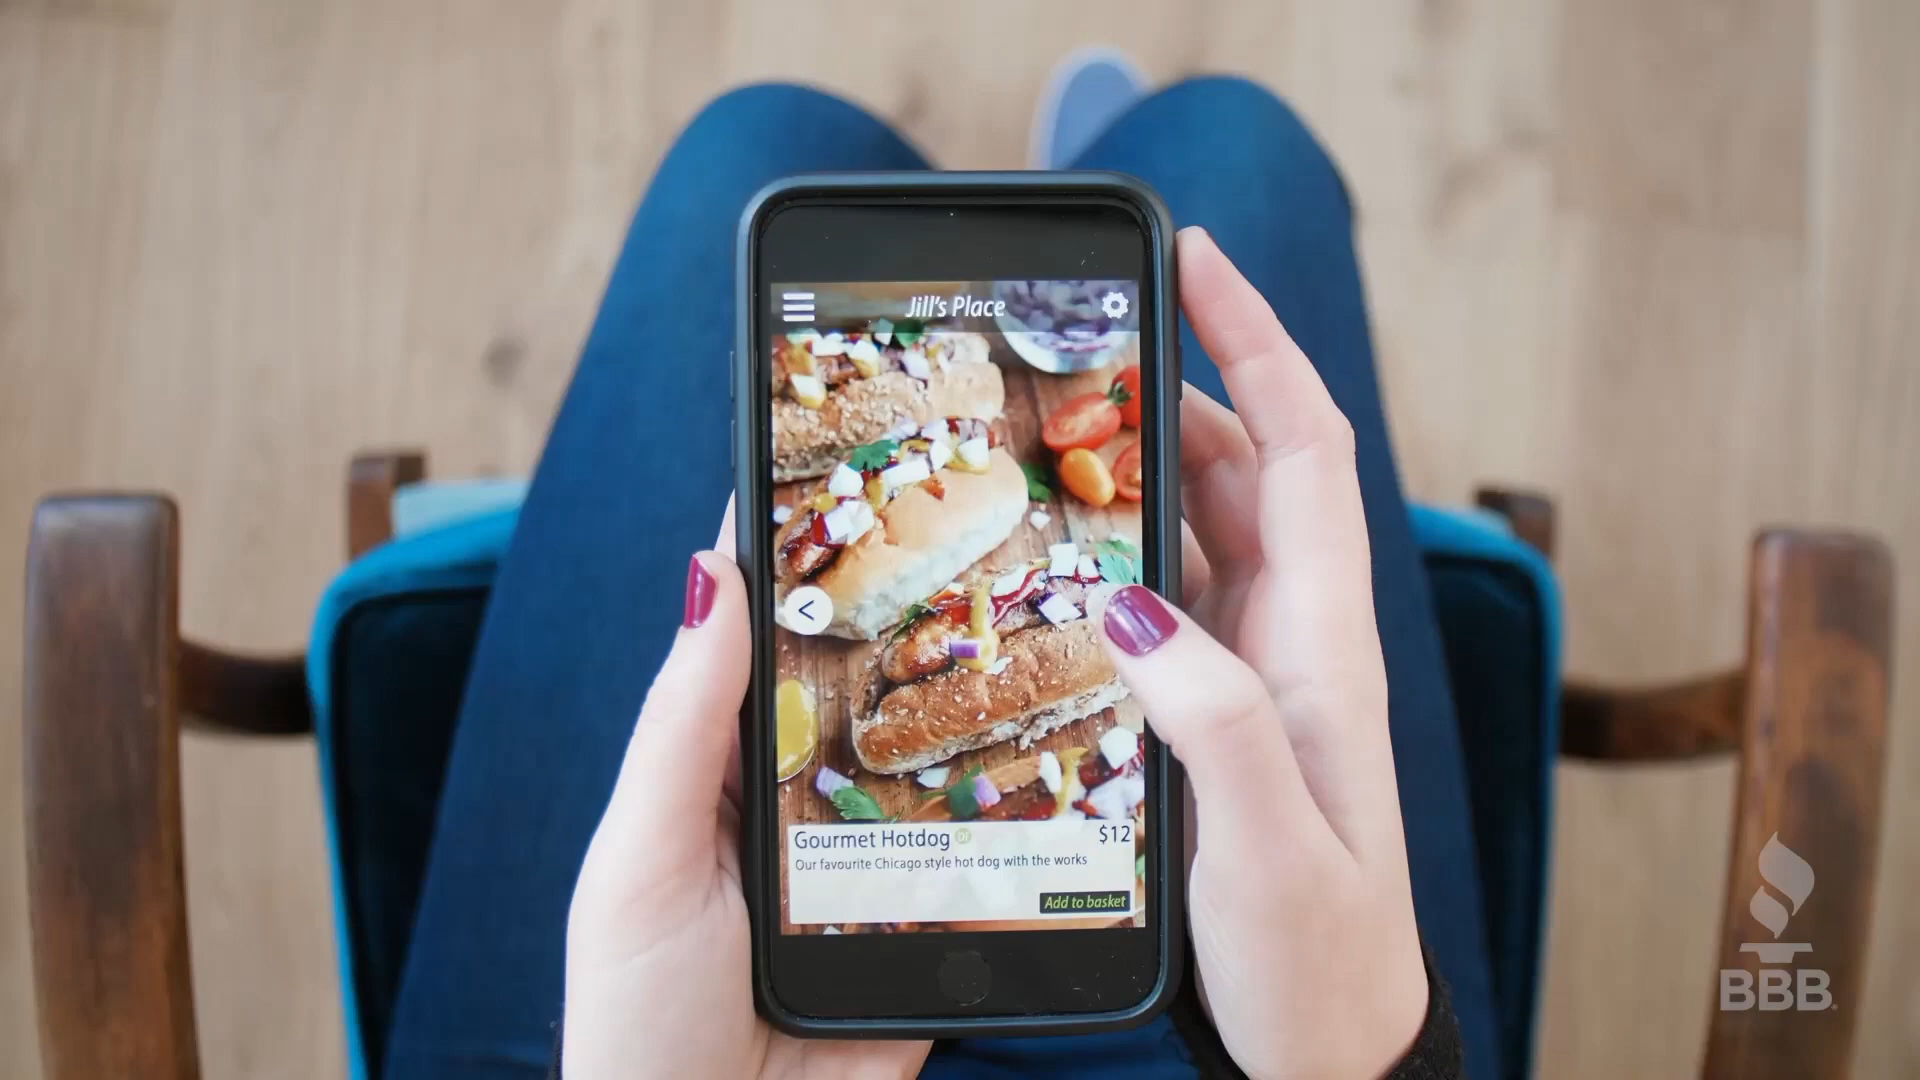 Jill's Place
<
Gourmet Hotdog
$12
Our favourite Chicago style hot dog with the works
Add to basket
BBB